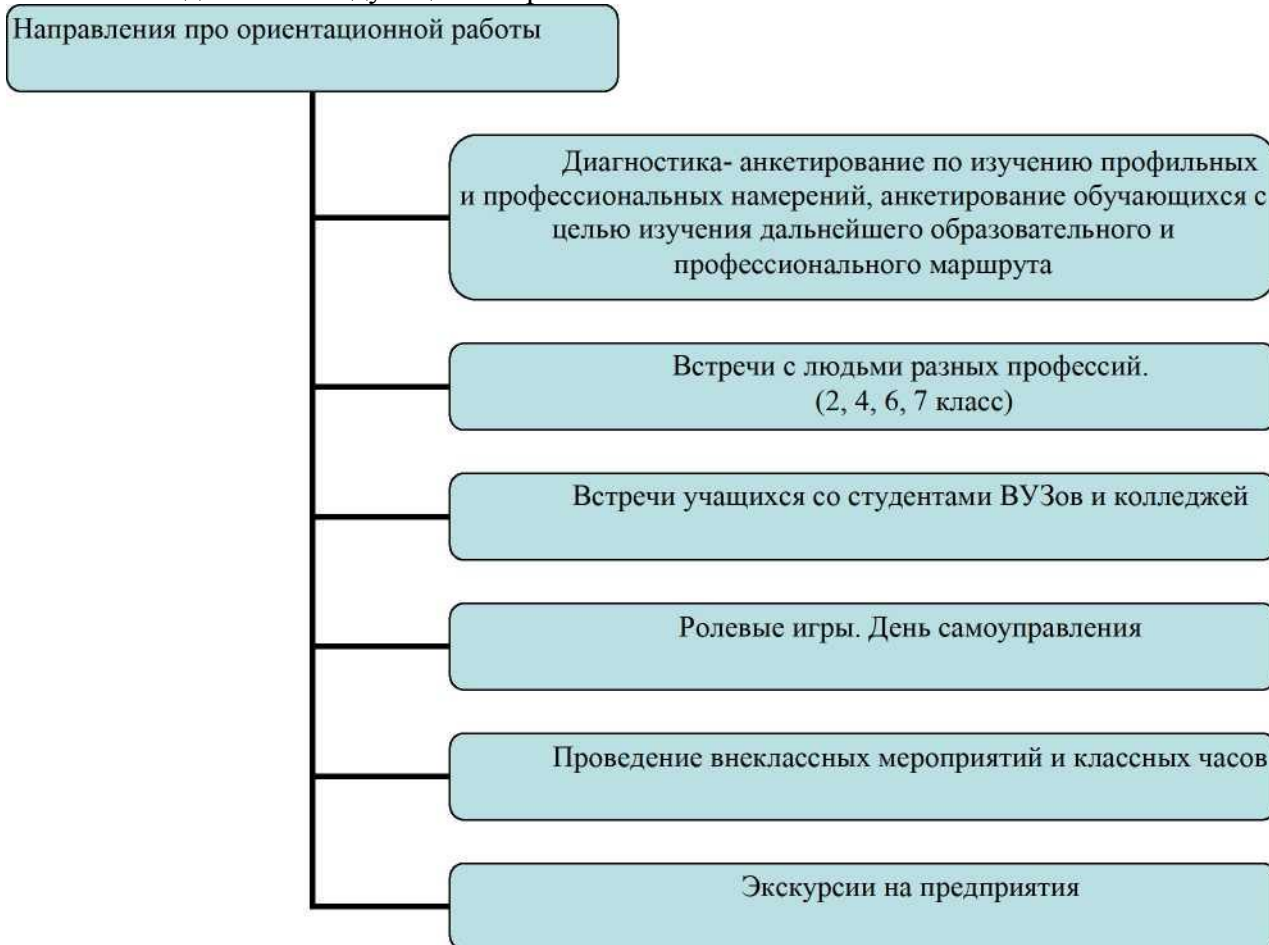 Направления про ориентационной работы
Диагностика- анкетирование по изучению профильных
и профессиональных намерений, анкетирование обучающихся с
целью изучения дальнейшего образовательного и
профессионального маршрута
Встречи с людьми разных профессий.
(2, 4, 6, 7 класс)
Встречи учащихся со студентами ВУЗов и колледжей
Ролевые игры. День самоуправления
Проведение внеклассных мероприятий и классных часов
Экскурсии на предприятия